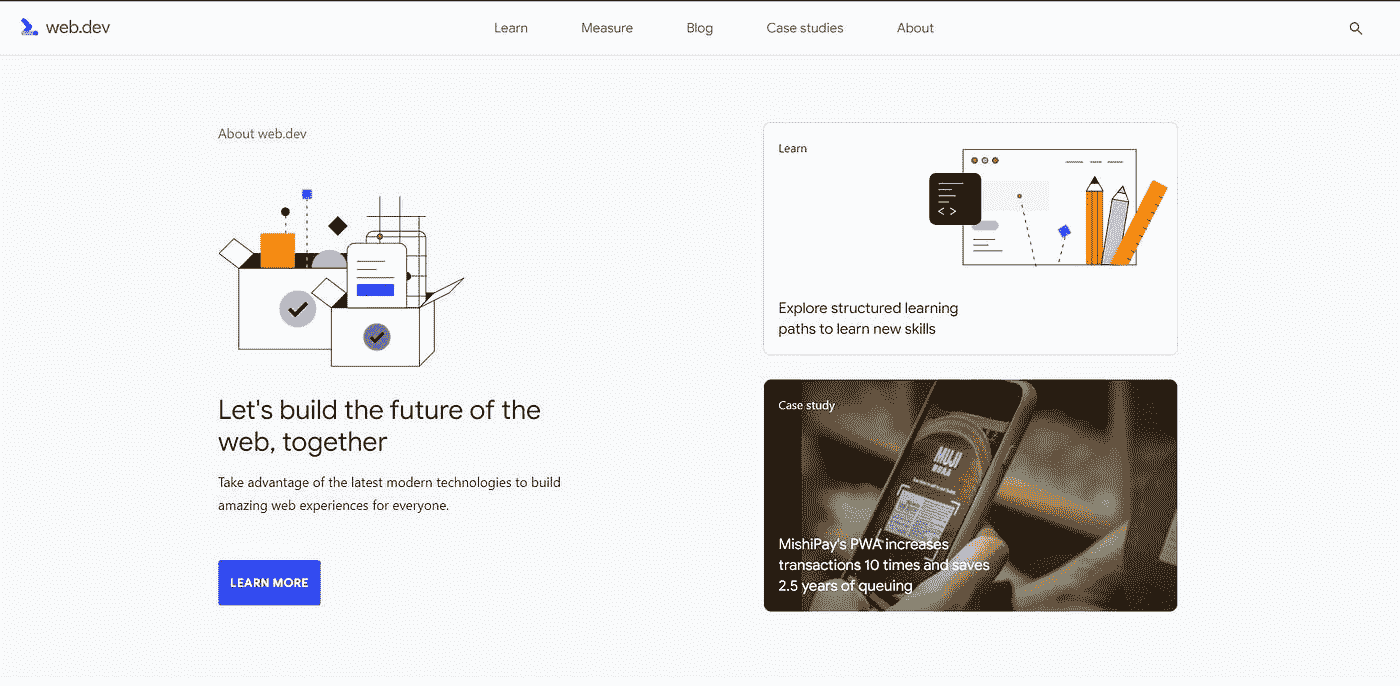 web.dev
Learn
Measure
Blog
Case studies
About
About web.dev
Let's build the future of the
web, together
Take advantage of the latest modern technologies to build
amazing web experiences for everyone.
LEARN MORE
Learn
< >
Explore structured learning
paths to learn new skills
Case study
MUJI
MishiPay's PWA increases
transactions 10 times and saves
2.5 years of queuing